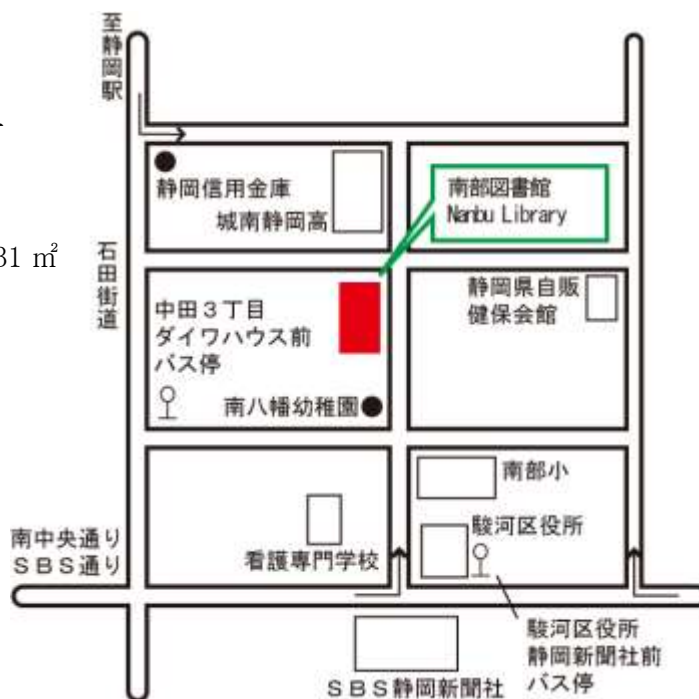 至静岡駅
静岡信用金庫
城南静岡高
南部図書館
Nanbu Library
31 ㎡
石田街道
中田３丁目
ダイワハウス前
バス停
静岡県自販
健保会館
南八幡幼稚園
南部小
駿河区役所
看護専門学校
南中央通り
ＳＢＳ通り
駿河区役所
静岡新聞社前
バス停
ＳＢＳ静岡新聞社